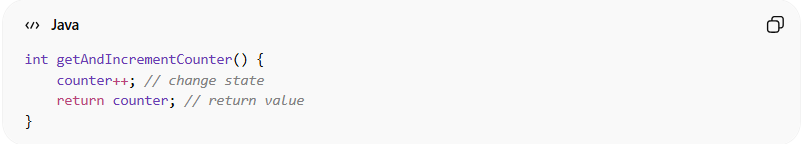 </> Java
int getAndIncrementCounter() {
    counter++; // change state
    return counter; // return value
}